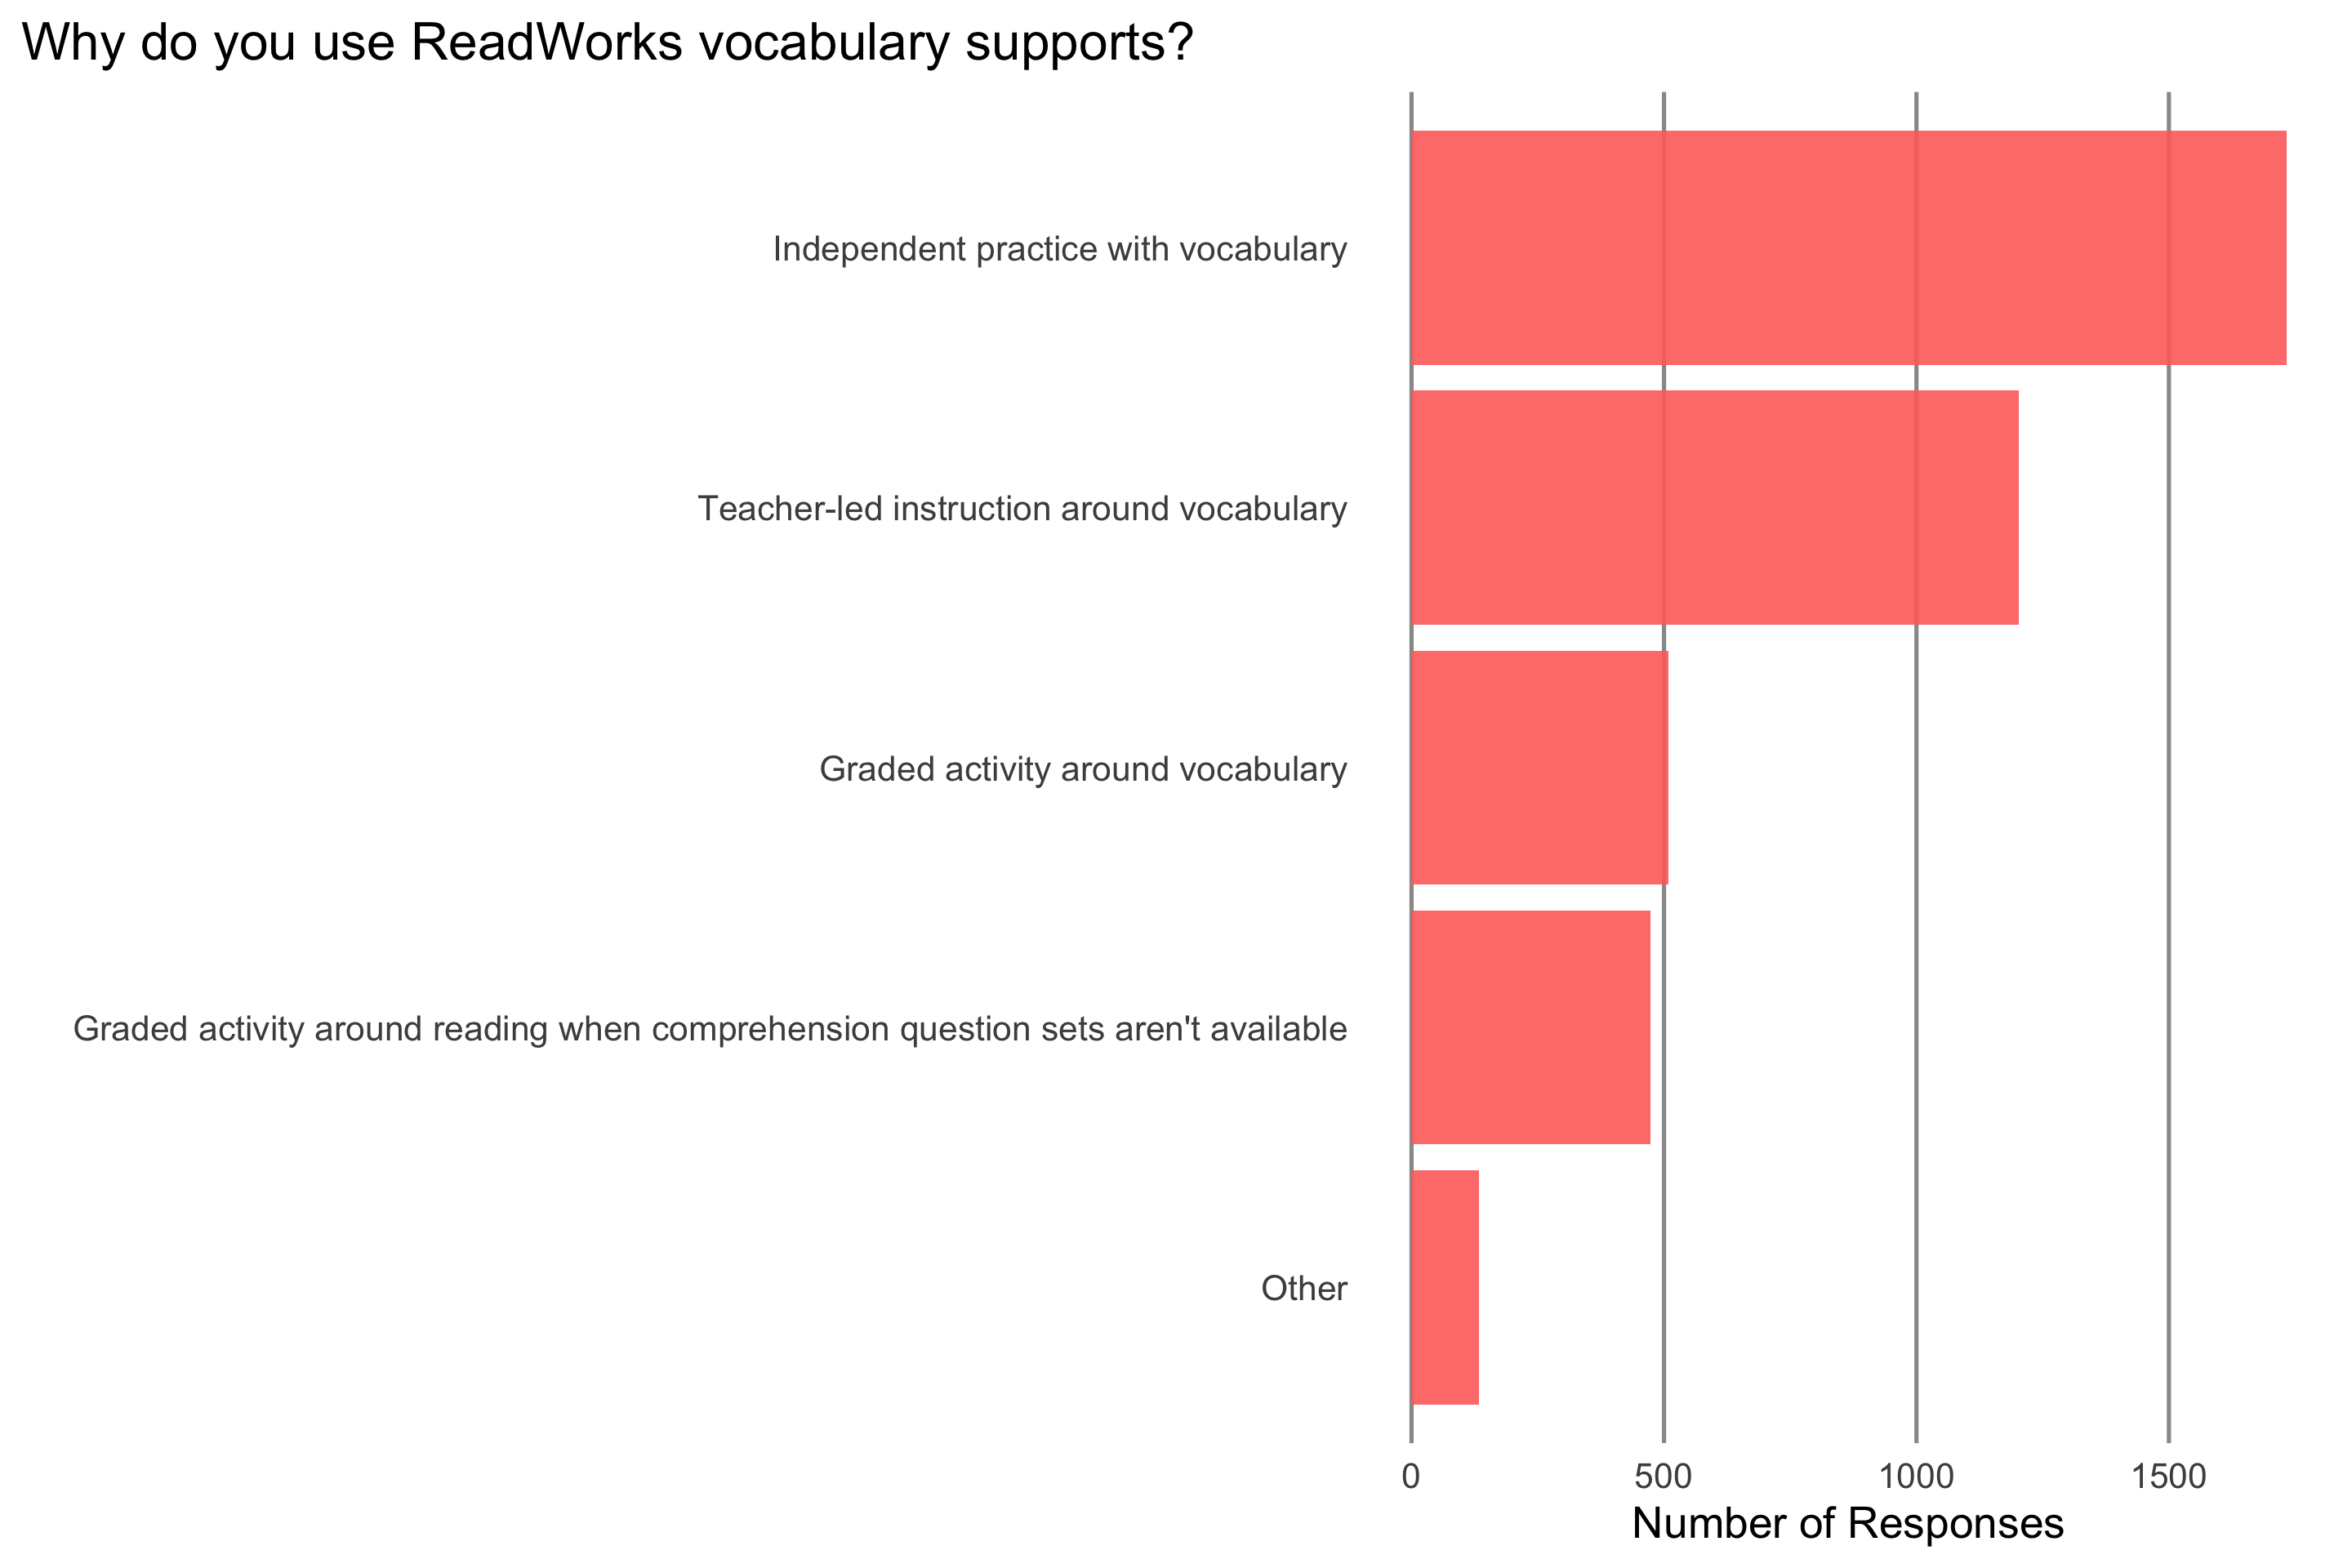 Why do you use ReadWorks vocabulary supports?
Independent practice with vocabulary
Teacher-led instruction around vocabulary
Graded activity around vocabulary
Graded activity around reading when comprehension question sets aren't available
Other
0 500 1000 1500
Number of Responses